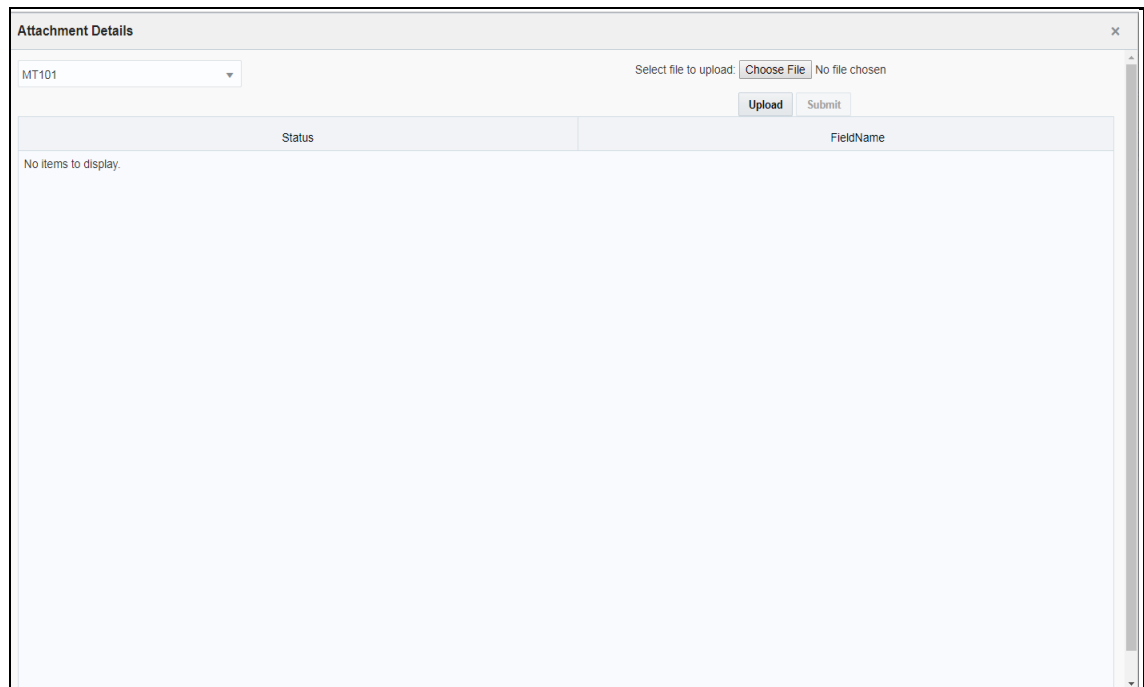 Attachment Details
MT101
Select file to upload: Choose File No file chosen
Upload Submit
Status FieldName
No items to display.